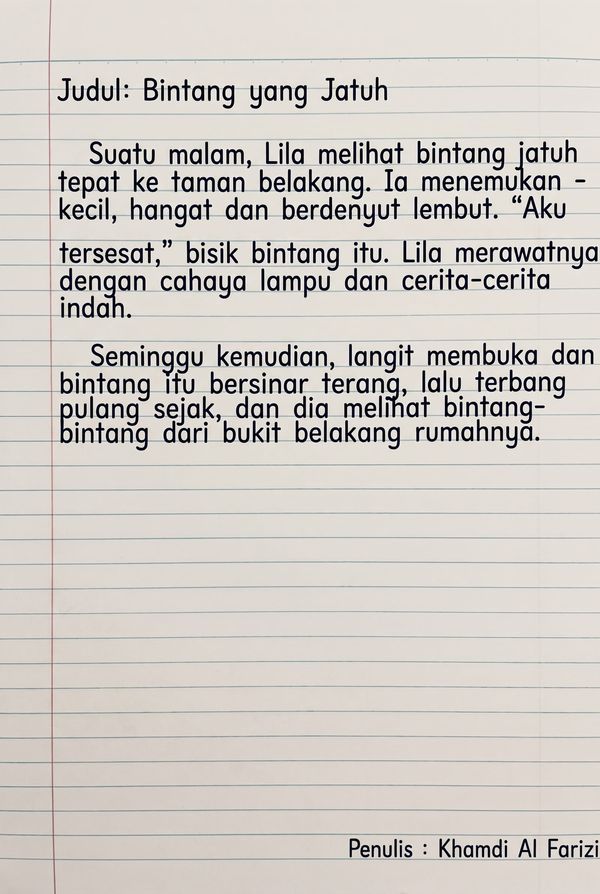 Judul: Bintang yang Jatuh
Suatu malam, Lila melihat bintang jatuh
tepat ke taman belakang. Ia menemukan -
kecil, hangat dan berdenyut lembut. “Aku
tersesat,” bisik bintang itu. Lila merawatnya
dengan cahaya lampu dan cerita-cerita
indah.
Seminggu kemudian, langit membuka dan
bintang itu bersinar terang, lalu terbang
pulang sejak, dan dia melihat bintang-
bintang dari bukit belakang rumahnya.
Penulis : Khamdi Al Farizi